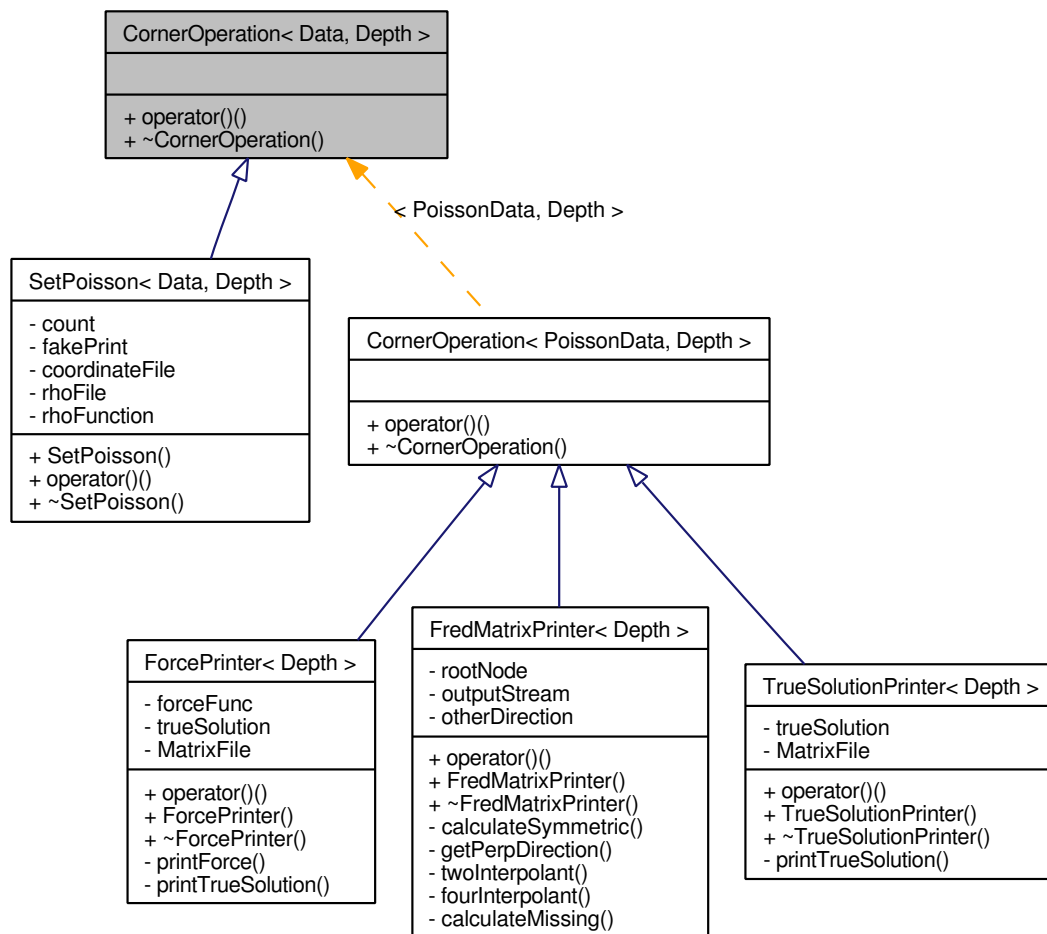 CornerOperation< Data, Depth >
+ operator()()
+ ~CornerOperation()
< PoissonData, Depth >
SetPoisson< Data, Depth >
- count
- fakePrint
- coordinateFile
- rhoFile
- rhoFunction
+ SetPoisson()
+ operator()()
+ ~SetPoisson()
CornerOperation< PoissonData, Depth >
+ operator()()
+ ~CornerOperation()
ForcePrinter< Depth >
- forceFunc
- trueSolution
- MatrixFile
+ operator()()
+ ForcePrinter()
+ ~ForcePrinter()
- printForce()
- printTrueSolution()
FredMatrixPrinter< Depth >
- rootNode
- outputStream
- otherDirection
+ operator()()
+ FredMatrixPrinter()
+ ~FredMatrixPrinter()
- calculateSymmetric()
- getPerpDirection()
- twoInterpolant()
- fourInterpolant()
- calculateMissing()
TrueSolutionPrinter< Depth >
- trueSolution
- MatrixFile
+ operator()()
+ TrueSolutionPrinter()
+ ~TrueSolutionPrinter()
- printTrueSolution()